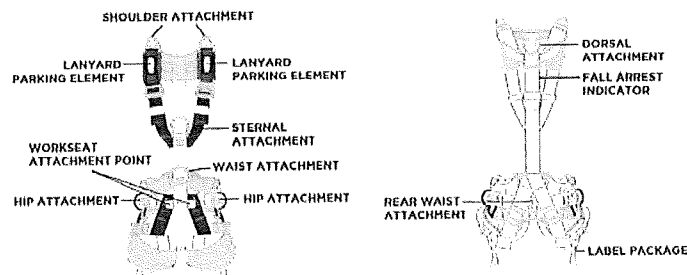 SHOULDER ATTACHMENT
LANYARD
PARKING ELEMENT
LANYARD
PARKING ELEMENT
STERNAL
ATTACHMENT
WORKSEAT
ATTACHMENT POINT
WAIST ATTACHMENT
HIP ATTACHMENT
HIP ATTACHMENT
DORSAL
ATTACHMENT
FALL ARREST
INDICATOR
REAR WAIST
ATTACHMENT
LABEL PACKAGE